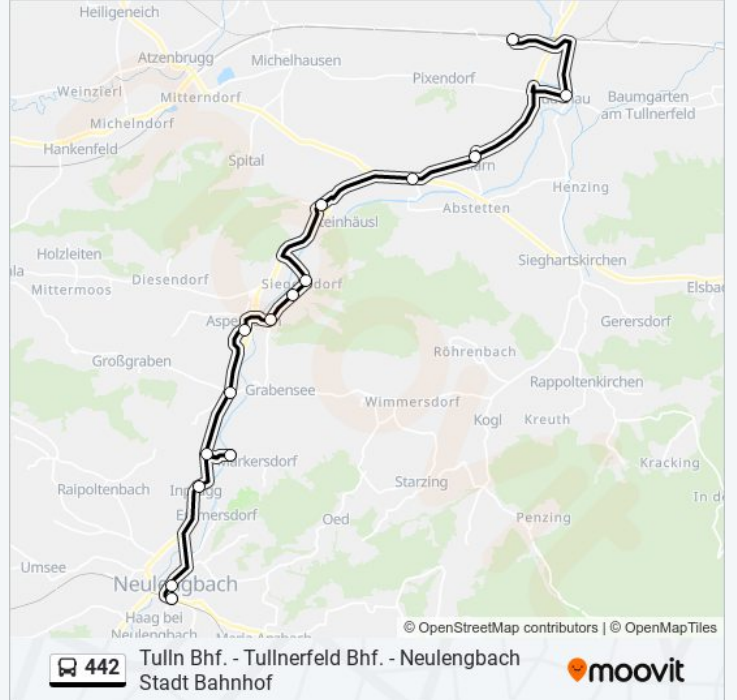 Heiligeneich
Atzenbrugg
Michelhausen
Pixendorf
Weinzierl
Mitterndorf
Baumgarten
am Tullnerfeld
Michelndorf
Hankenfeld
Spital
Henzing
Abstetten
Holzleiten
Sieghartskirchen
Diesendorf
Mittermoos
Gerersdorf
Großgraben
Röhrenbach
Rappoltenkirchen
Grabensee
Wimmersdorf
Kogl
Kreuth
Kracking
Starzing
Raipoltenbach
Oed
Penzing
Umsee
Neulengbach
Haag bei
Neulengbach
© OpenStreetMap contributors | © OpenMapTiles
442
Tulln Bhf. - Tullnerfeld Bhf. - Neulengbach
Stadt Bahnhof
moovit